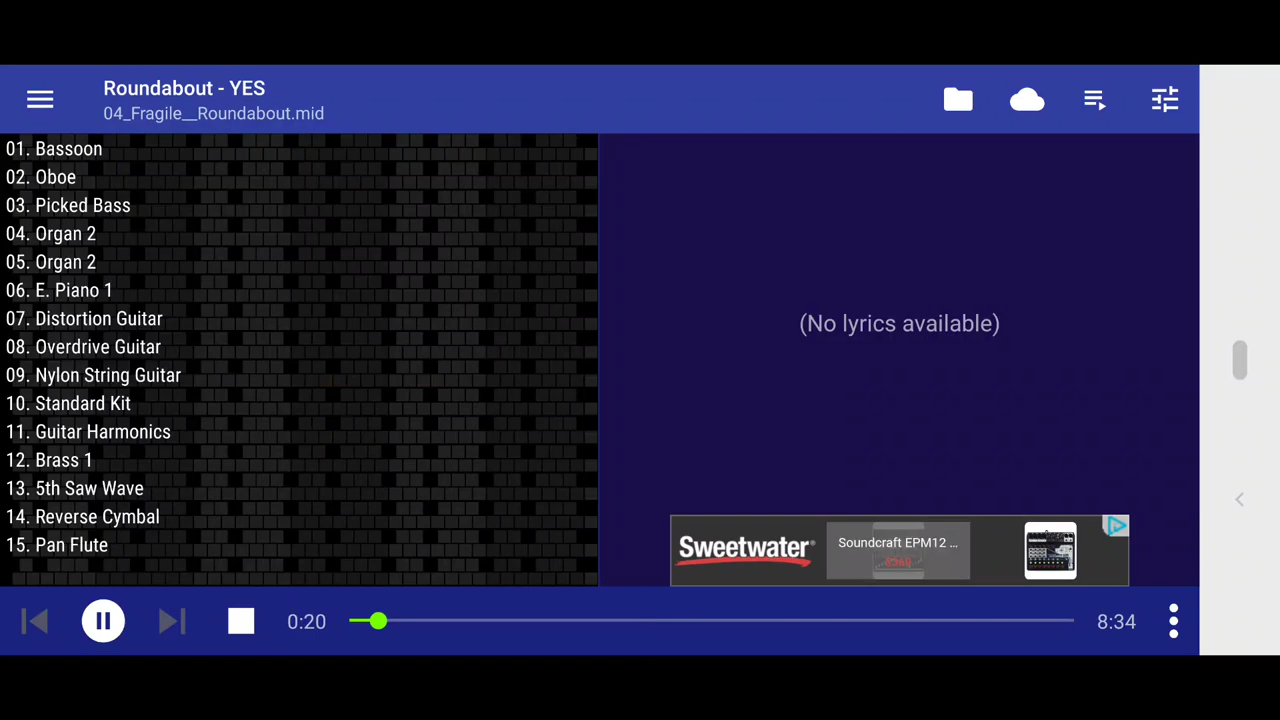 Roundabout - YES
04_Fragile__Roundabout.mid
01. Bassoon
02. Oboe
03. Picked Bass
04. Organ 2
05. Organ 2
06. E. Piano 1
07. Distortion Guitar
08. Overdrive Guitar
09. Nylon String Guitar
10. Standard Kit
11. Guitar Harmonics
12. Brass 1
13. 5th Saw Wave
14. Reverse Cymbal
15. Pan Flute
(No lyrics available)
Sweetwater®
Soundcraft EPM12 ...
0:20
8:34